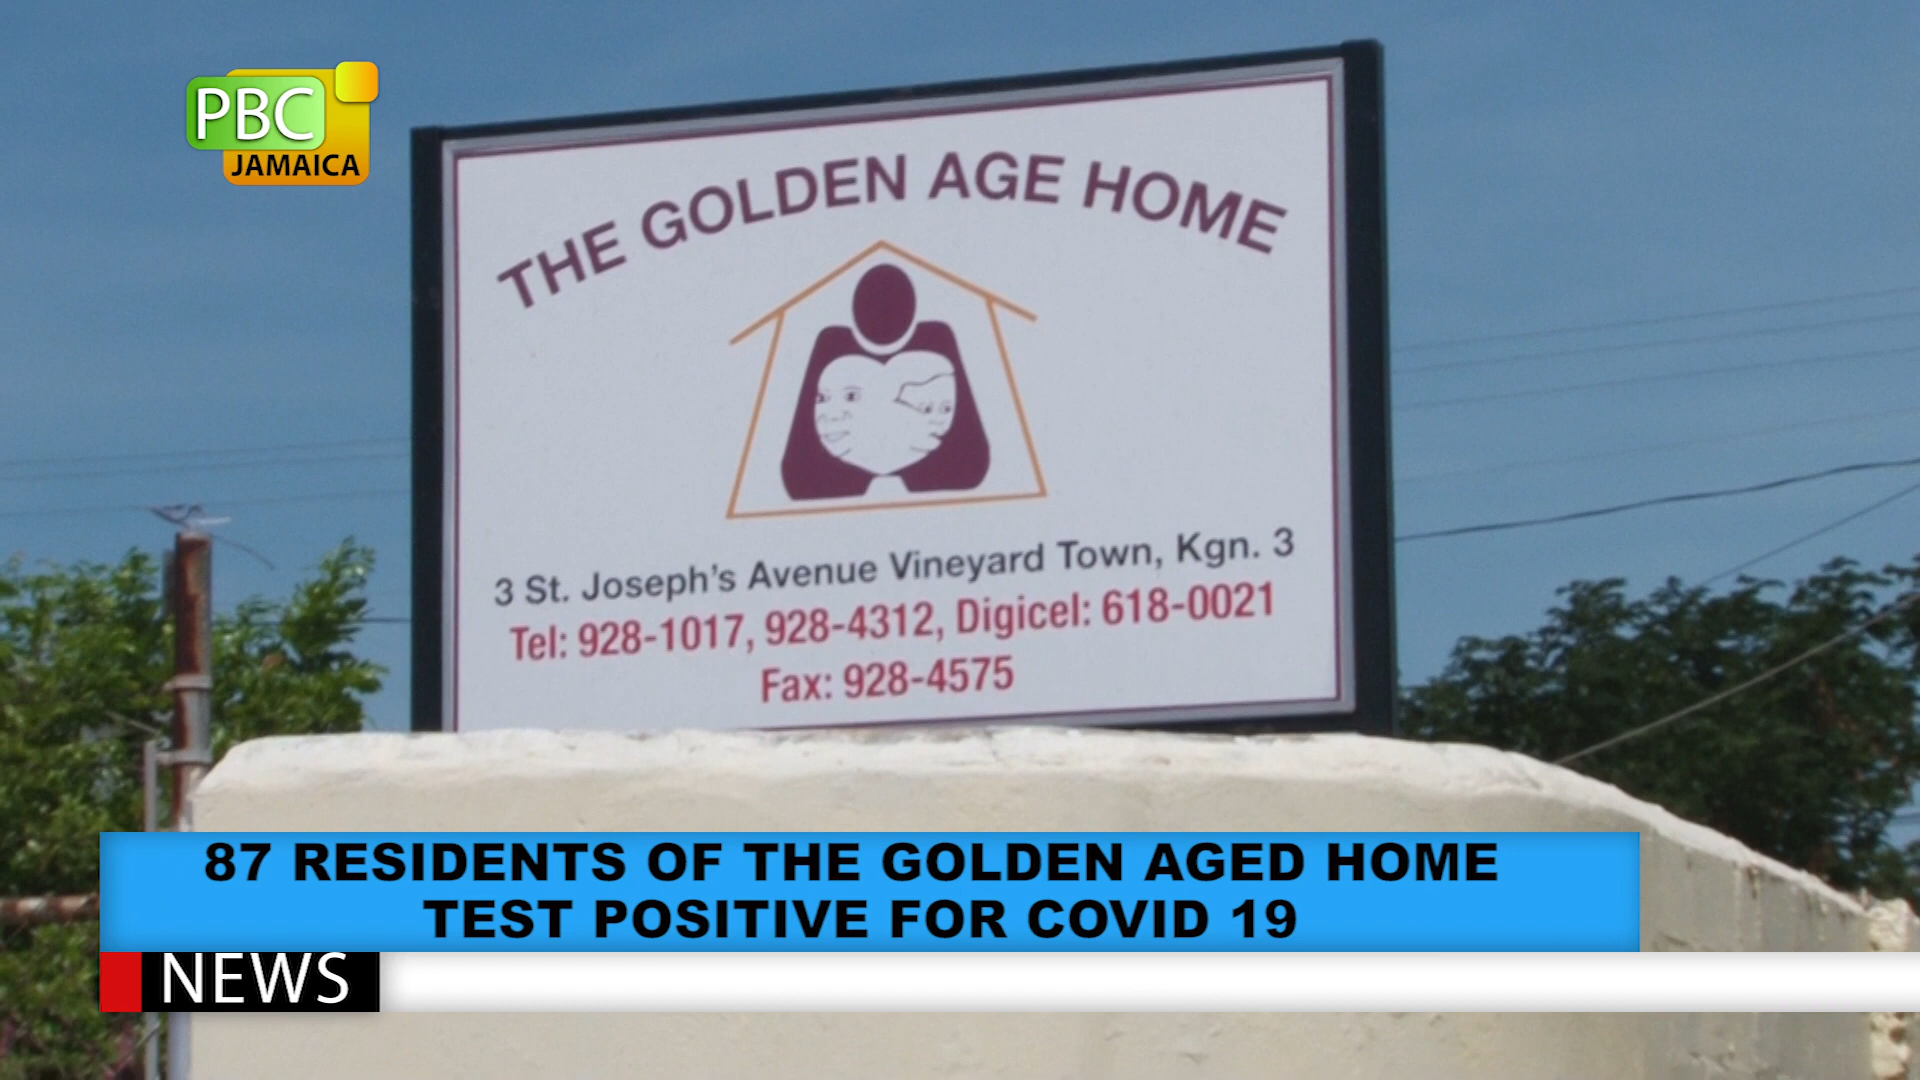 PBC
JAMAICA
THE GOLDEN AGE HOME
3 St. Joseph's Avenue Vineyard Town, Kgn. 3
Tel: 928-1017, 928-4312, Digicel: 618-0021
Fax: 928-4575
87 RESIDENTS OF THE GOLDEN AGED HOME
TEST POSITIVE FOR COVID 19
NEWS